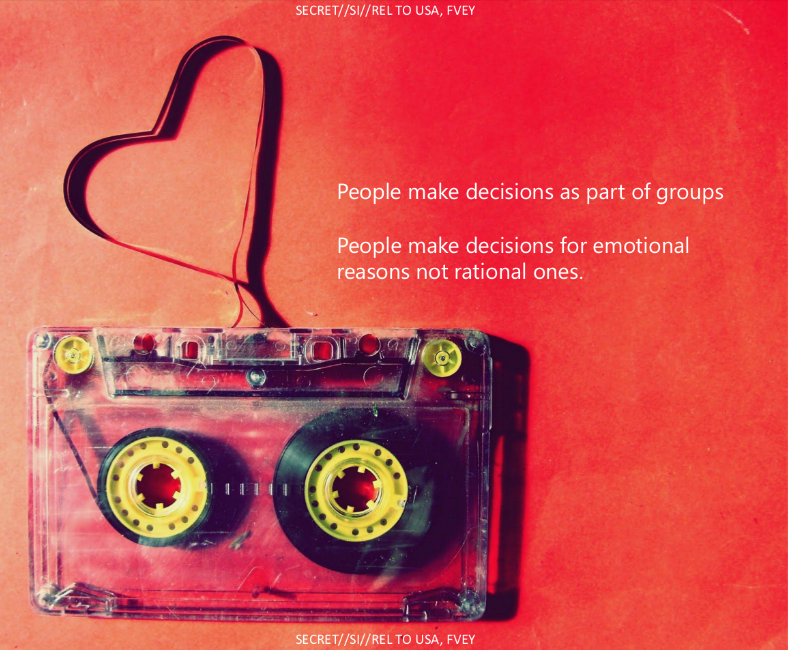 SECRET//SI//REL TO USA, FVEY
People make decisions as part of groups
People make decisions for emotional
reasons not rational ones.
SECRET//SI//REL TO USA, FVEY